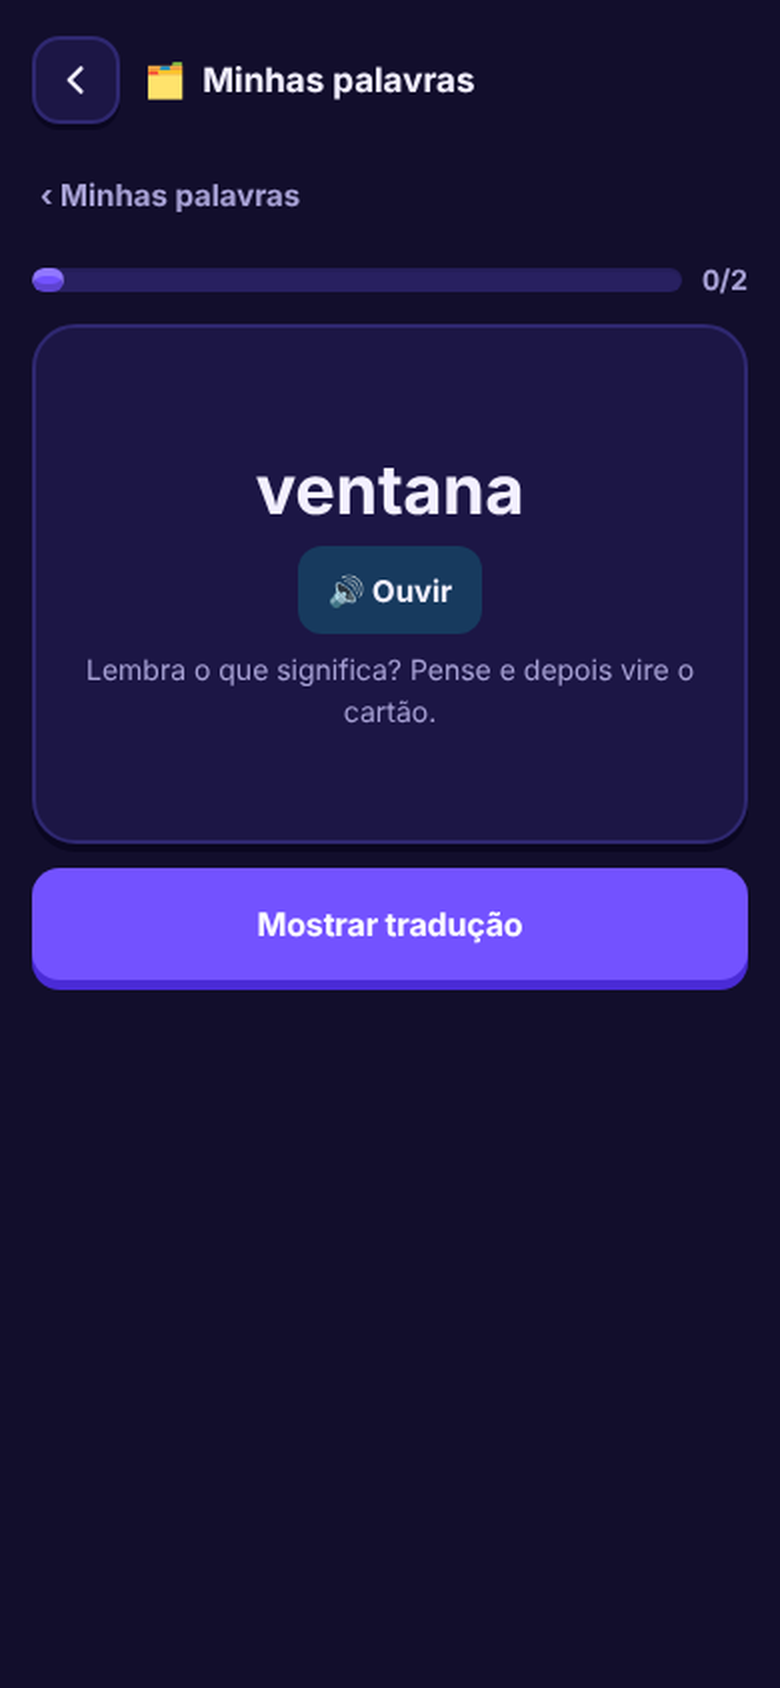 Minhas palavras
‹ Minhas palavras
0/2
ventana
Ouvir
Lembra o que significa? Pense e depois vire o
cartão.
Mostrar tradução